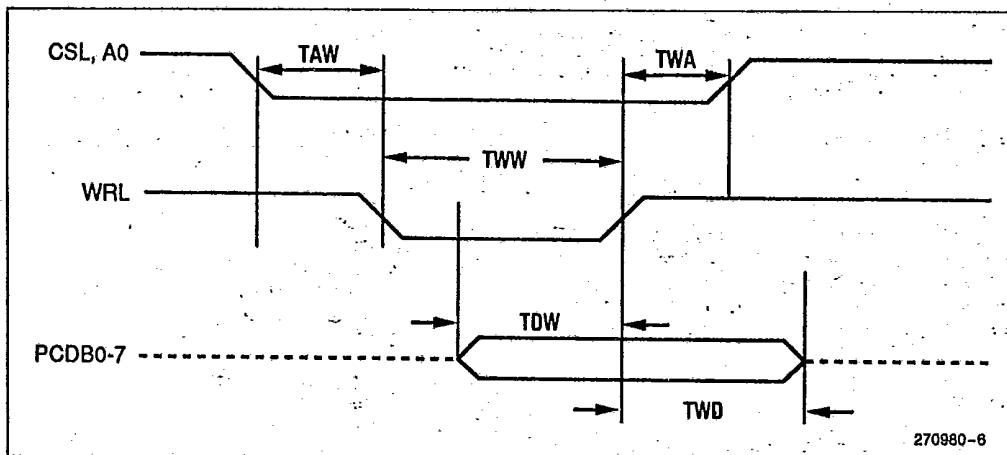 CSL, A0
TAW
TWA
TWW
WRL
TDW
PCDB0-7
TWD
270980-6